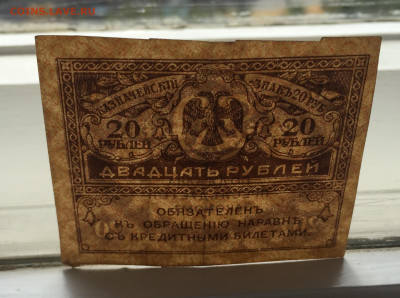 COINS.LAVE.RU
КАЗНАЧЕЙСКІЙ ЗНАКЪ 20 РУБ.
20 20
РУБЛЕЙ РУБЛЕЙ
ДВАДЦАТЬ РУБЛЕЙ
ОБЯЗАТЕЛЕНЪ
КЪ ОБРАЩЕНІЮ НАРАВНѢ
СЪ КРЕДИТНЫМИ БИЛЕТАМИ.